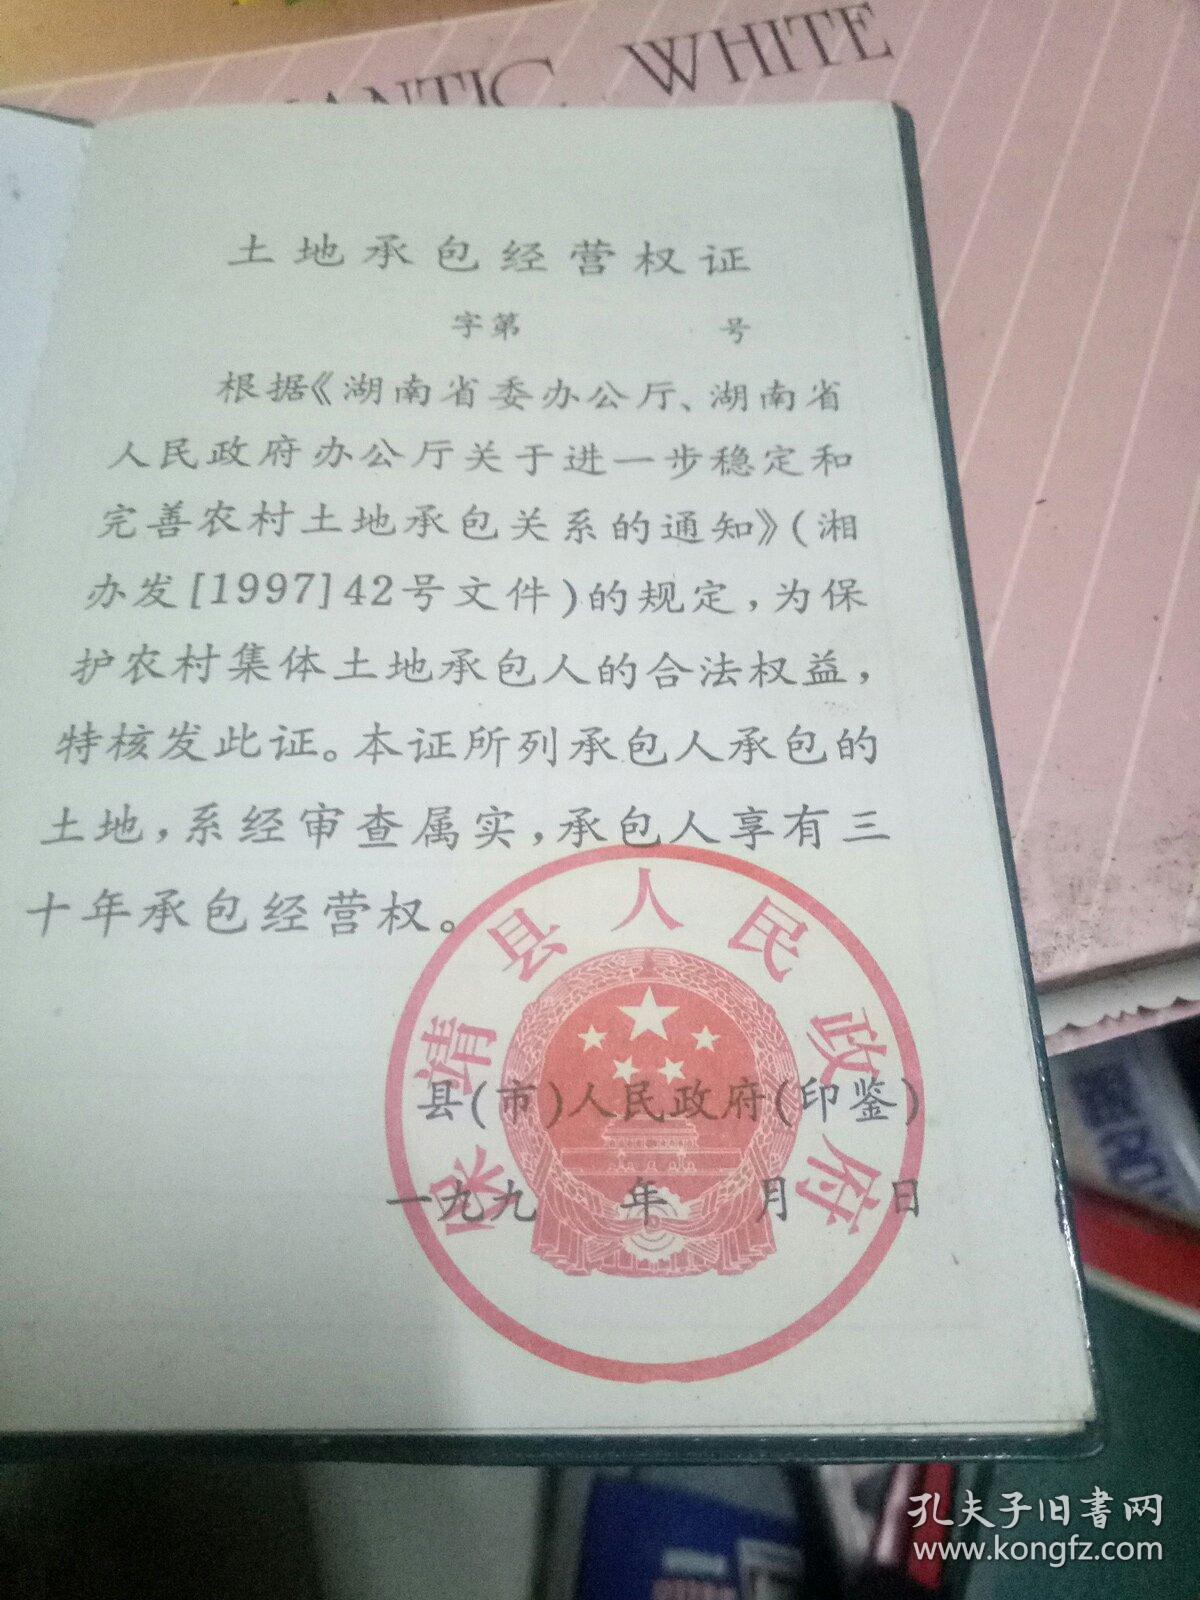 ANTIC WHITE
土地承包经营权证
字第 号
根据《湖南省委办公厅、湖南省
人民政府办公厅关于进一步稳定和
完善农村土地承包关系的通知》(湘
办发[1997]42号文件)的规定,为保
护农村集体土地承包人的合法权益,
特核发此证。本证所列承包人承包的
土地,系经审查属实,承包人享有三
十年承包经营权。
保靖县人民政府
县(市)人民政府(印鉴)
一九九 年 月 日
孔夫子旧书网
www.kongfz.com